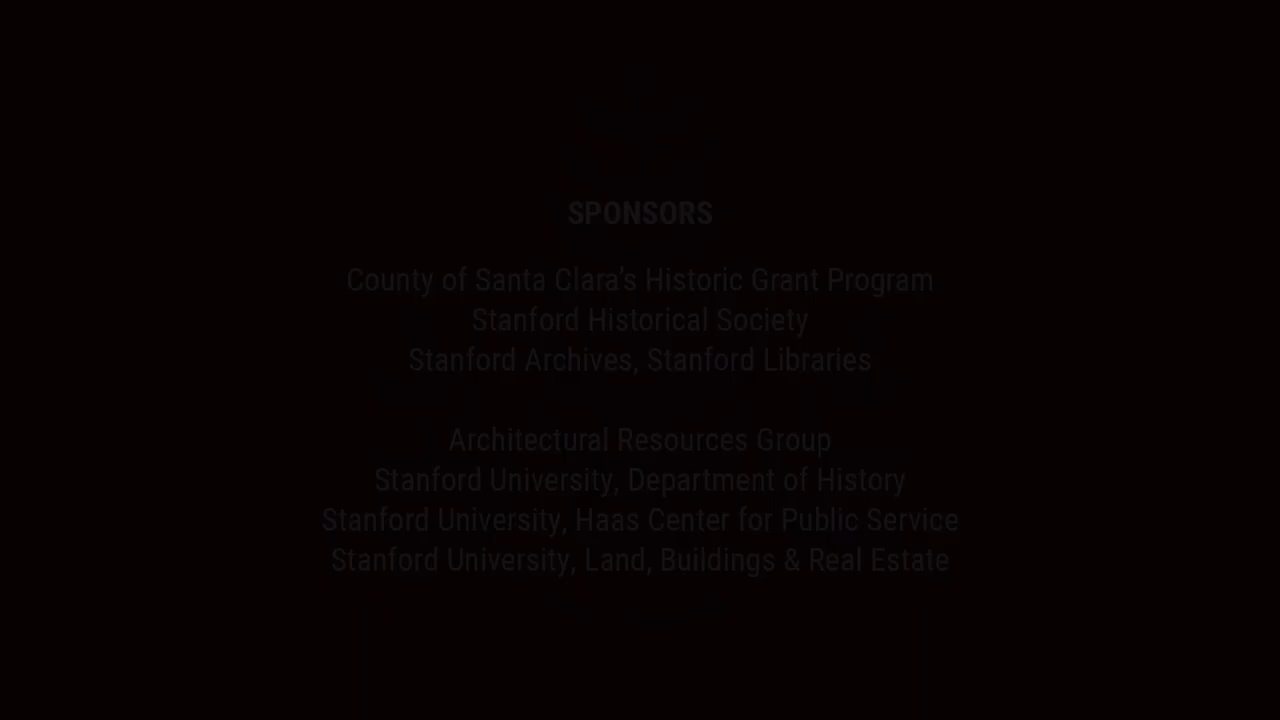 SPONSORS
County of Santa Clara's Historic Grant Program
Stanford Historical Society
Stanford Archives, Stanford Libraries
Architectural Resources Group
Stanford University, Department of History
Stanford University, Haas Center for Public Service
Stanford University, Land, Buildings & Real Estate